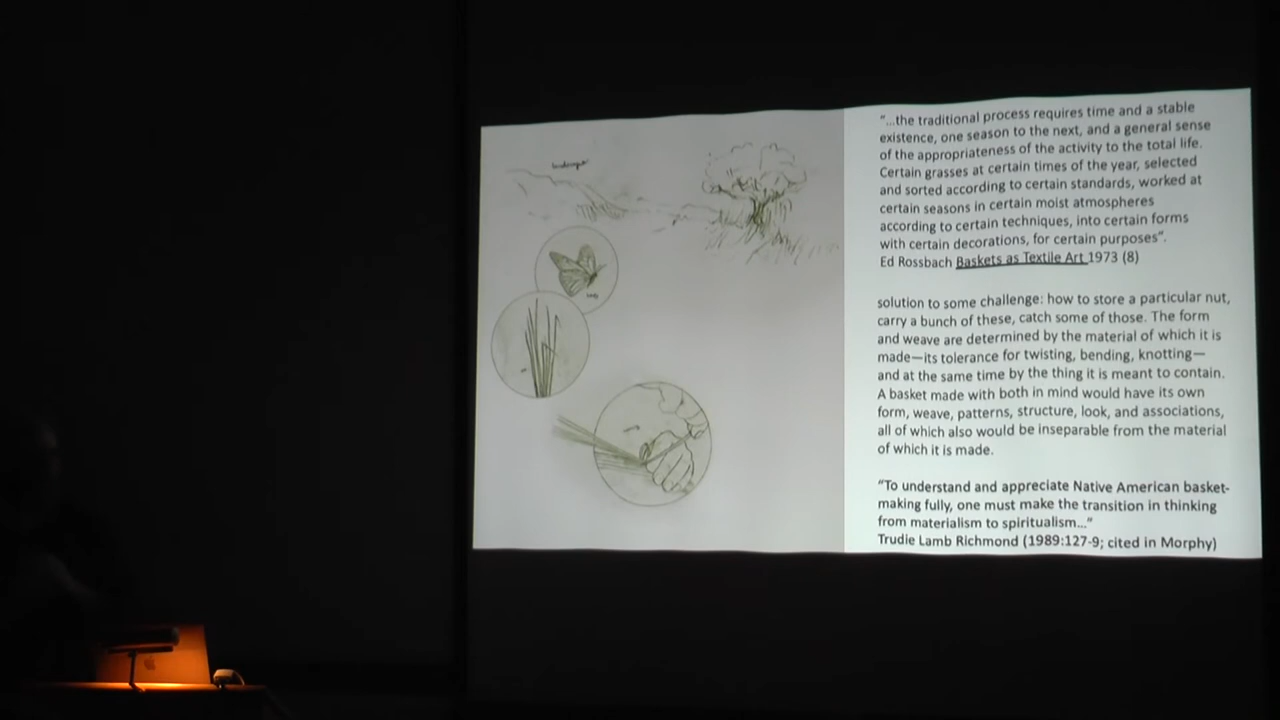 landscape
"...the traditional process requires time and a stable
existence, one season to the next, and a general sense
of the appropriateness of the activity to the total life.
Certain grasses at certain times of the year, selected
and sorted according to certain standards, worked at
certain seasons in certain moist atmospheres
according to certain techniques, into certain forms
with certain decorations, for certain purposes".
Ed Rossbach Baskets as Textile Art 1973 (8)
solution to some challenge: how to store a particular nut,
carry a bunch of these, catch some of those. The form
and weave are determined by the material of which it is
made—its tolerance for twisting, bending, knotting—
and at the same time by the thing it is meant to contain.
A basket made with both in mind would have its own
form, weave, patterns, structure, look, and associations,
all of which also would be inseparable from the material
of which it is made.
"To understand and appreciate Native American basket-
making fully, one must make the transition in thinking
from materialism to spiritualism..."
Trudie Lamb Richmond (1989:127-9; cited in Morphy)